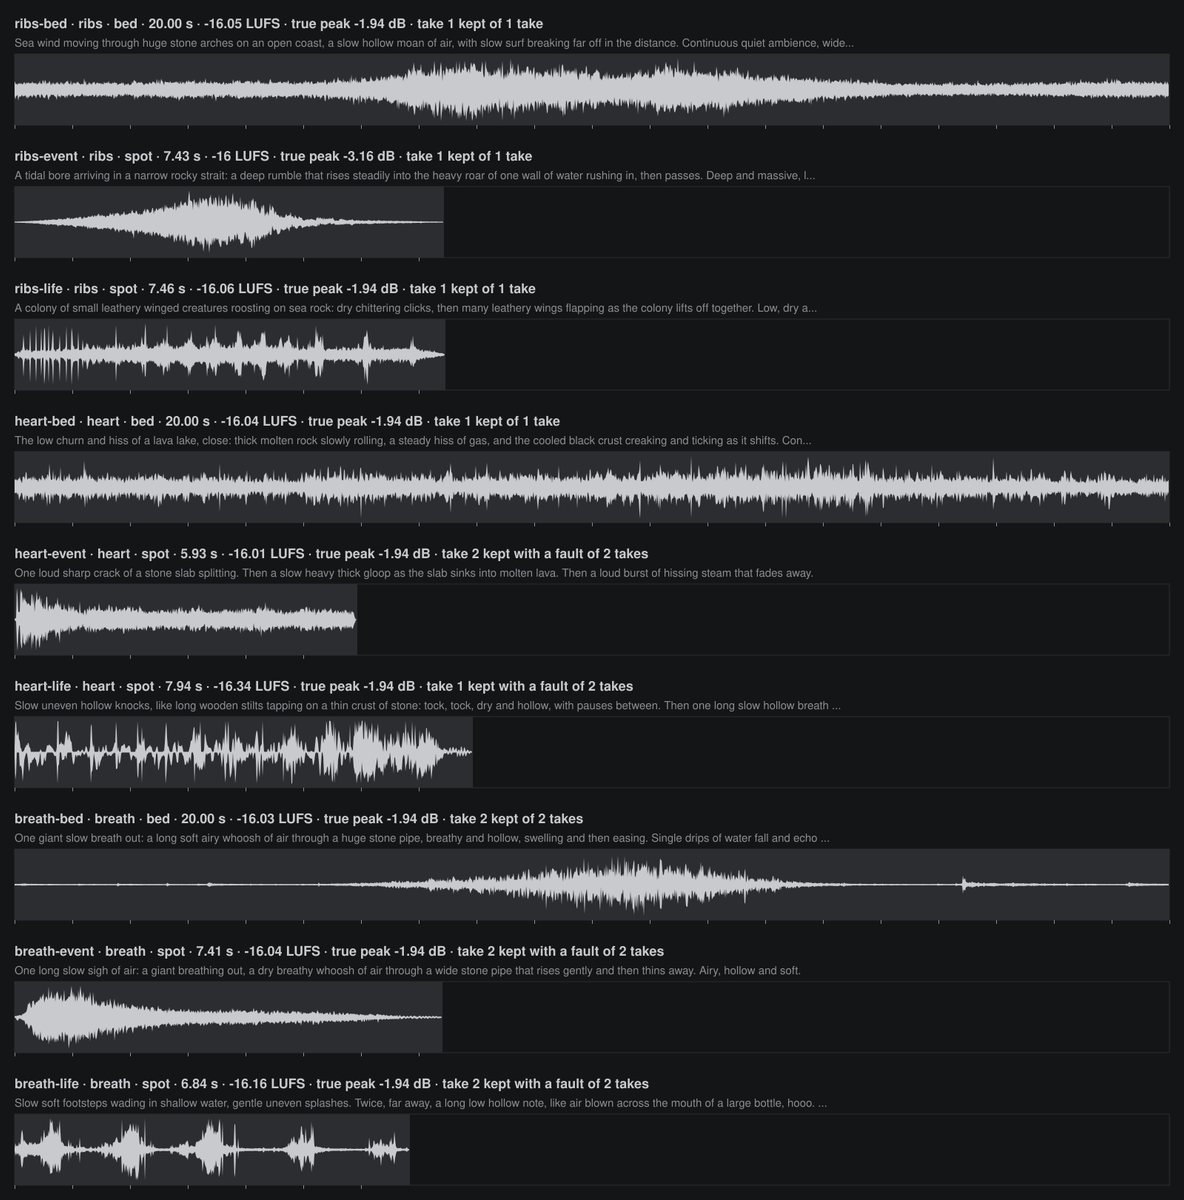 ribs-bed · ribs · bed · 20.00 s · -16.05 LUFS · true peak -1.94 dB · take 1 kept of 1 take
Sea wind moving through huge stone arches on an open coast, a slow hollow moan of air, with slow surf breaking far off in the distance. Continuous quiet ambience, wide...
ribs-event · ribs · spot · 7.43 s · -16 LUFS · true peak -3.16 dB · take 1 kept of 1 take
A tidal bore arriving in a narrow rocky strait: a deep rumble that rises steadily into the heavy roar of one wall of water rushing in, then passes. Deep and massive, l...
ribs-life · ribs · spot · 7.46 s · -16.06 LUFS · true peak -1.94 dB · take 1 kept of 1 take
A colony of small leathery winged creatures roosting on sea rock: dry chittering clicks, then many leathery wings flapping as the colony lifts off together. Low, dry a...
heart-bed · heart · bed · 20.00 s · -16.04 LUFS · true peak -1.94 dB · take 1 kept of 1 take
The low churn and hiss of a lava lake, close: thick molten rock slowly rolling, a steady hiss of gas, and the cooled black crust creaking and ticking as it shifts. Con...
heart-event · heart · spot · 5.93 s · -16.01 LUFS · true peak -1.94 dB · take 2 kept with a fault of 2 takes
One loud sharp crack of a stone slab splitting. Then a slow heavy thick gloop as the slab sinks into molten lava. Then a loud burst of hissing steam that fades away.
heart-life · heart · spot · 7.94 s · -16.34 LUFS · true peak -1.94 dB · take 1 kept with a fault of 2 takes
Slow uneven hollow knocks, like long wooden stilts tapping on a thin crust of stone: tock, tock, dry and hollow, with pauses between. Then one long slow hollow breath ...
breath-bed · breath · bed · 20.00 s · -16.03 LUFS · true peak -1.94 dB · take 2 kept of 2 takes
One giant slow breath out: a long soft airy whoosh of air through a huge stone pipe, breathy and hollow, swelling and then easing. Single drips of water fall and echo ...
breath-event · breath · spot · 7.41 s · -16.04 LUFS · true peak -1.94 dB · take 2 kept with a fault of 2 takes
One long slow sigh of air: a giant breathing out, a dry breathy whoosh of air through a wide stone pipe that rises gently and then thins away. Airy, hollow and soft.
breath-life · breath · spot · 6.84 s · -16.16 LUFS · true peak -1.94 dB · take 2 kept with a fault of 2 takes
Slow soft footsteps wading in shallow water, gentle uneven splashes. Twice, far away, a long low hollow note, like air blown across the mouth of a large bottle, hooo. ...